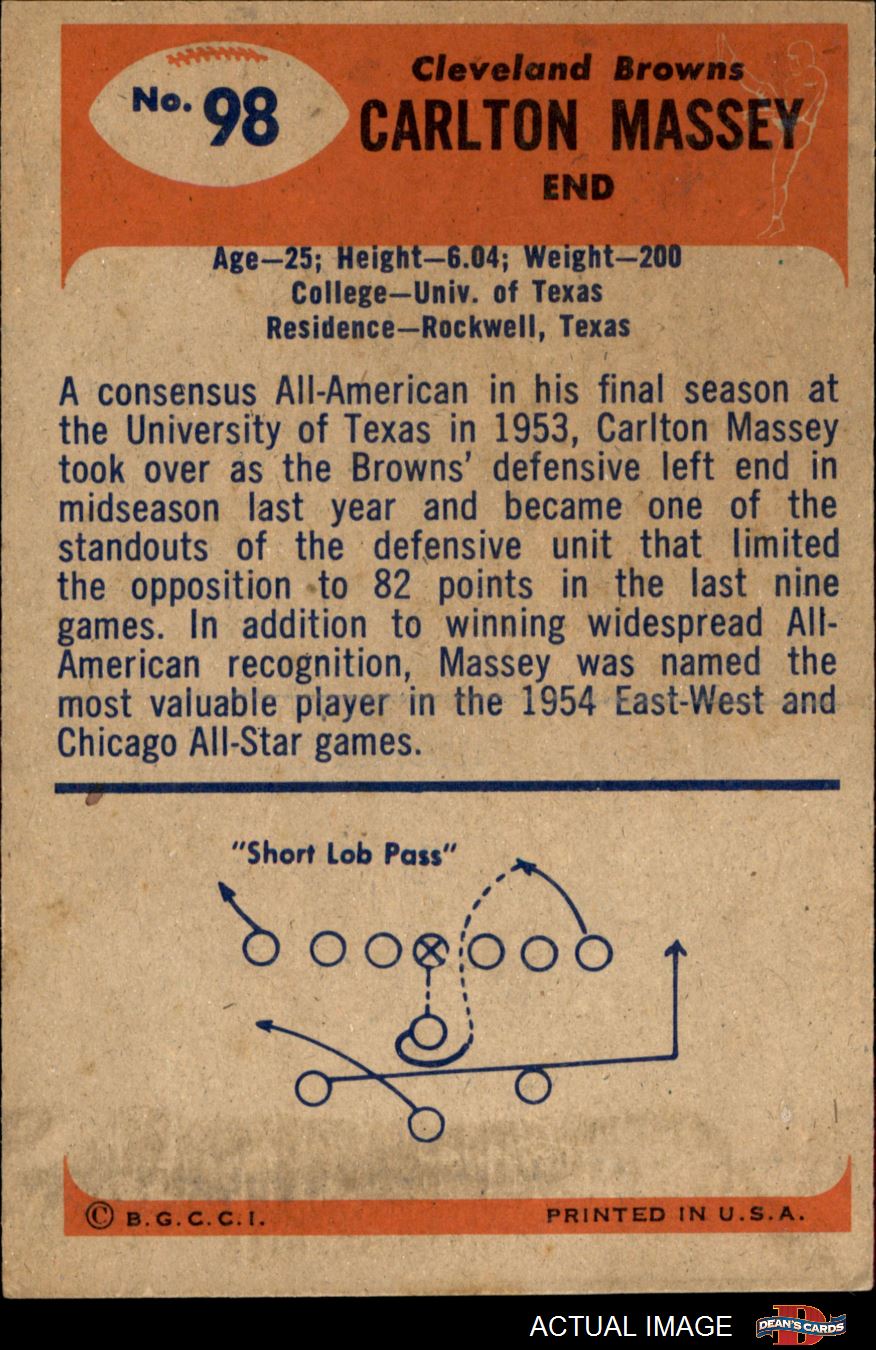 No. 98
Cleveland Browns
CARLTON MASSEY
END
Age—25; Height—6.04; Weight—200
College—Univ. of Texas
Residence—Rockwell, Texas
A consensus All-American in his final season at
the University of Texas in 1953, Carlton Massey
took over as the Browns' defensive left end in
midseason last year and became one of the
standouts of the defensive unit that limited
the opposition to 82 points in the last nine
games. In addition to winning widespread All-
American recognition, Massey was named the
most valuable player in the 1954 East-West and
Chicago All-Star games.
"Short Lob Pass"
© B.G.C.C.I.
PRINTED IN U.S.A.
ACTUAL IMAGE
D
DEAN'S CARDS